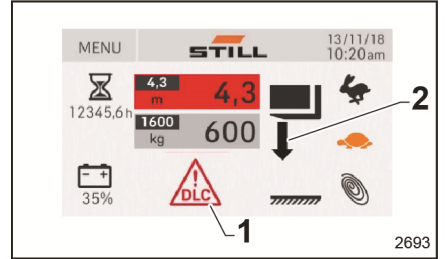 MENU
STILL
13/11/18
10:20am
4,3
m
4,3
12345,6h
1600
kg
600
2
- +
35%
DLC
1
2693